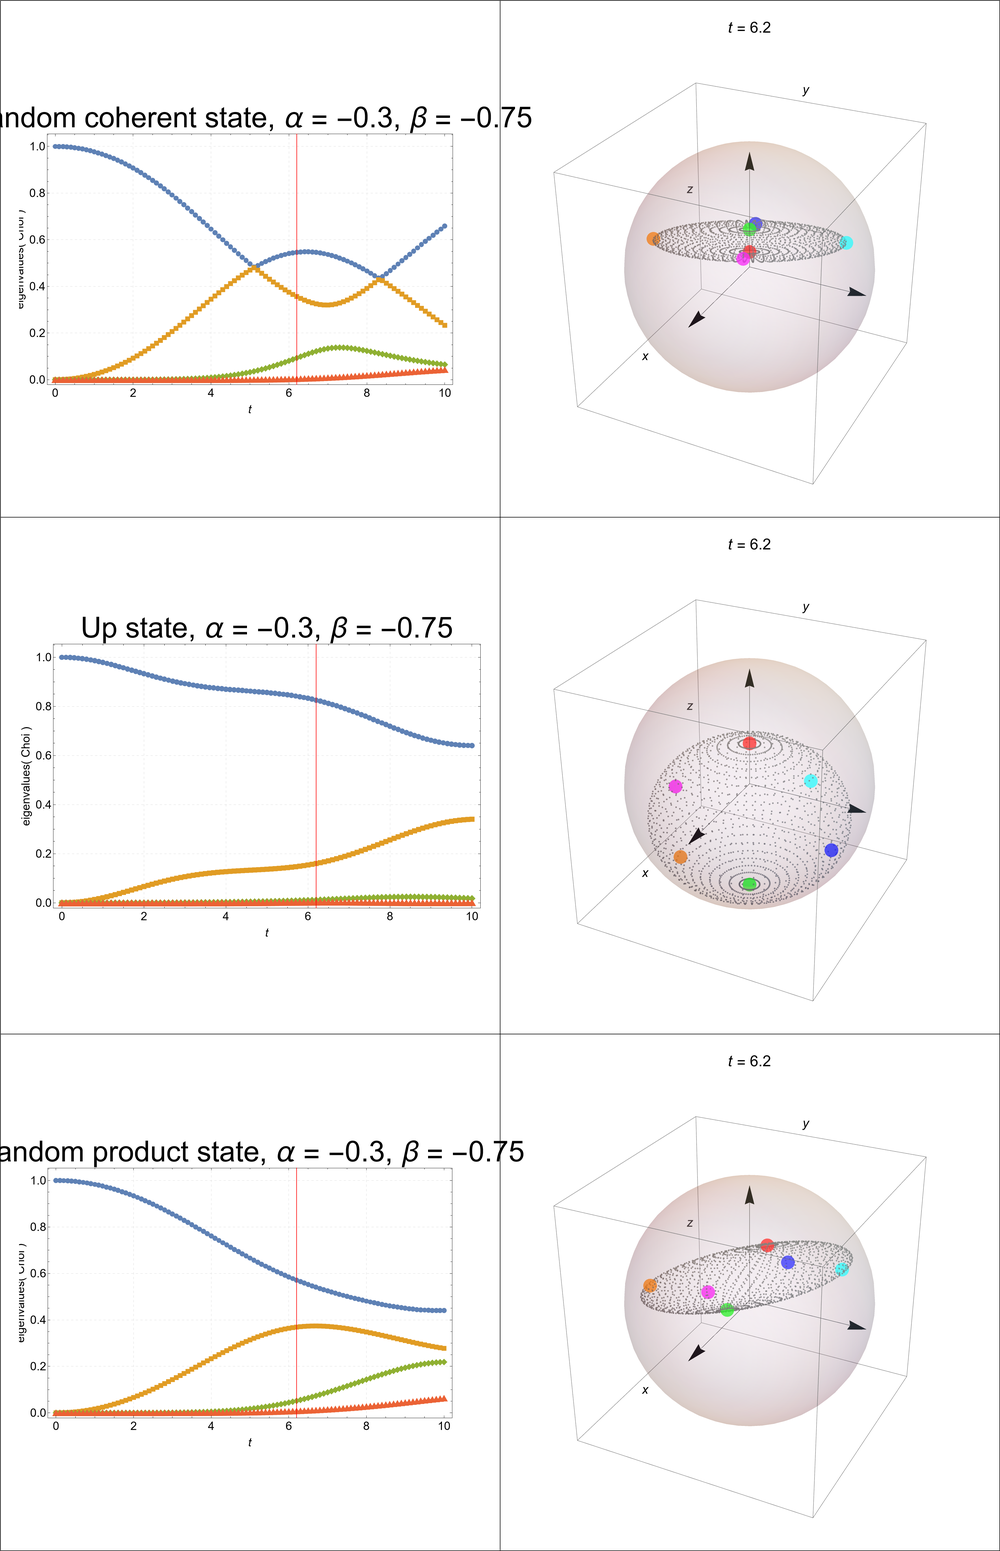 t = 6.2
andom coherent state, α = −0.3, β = −0.75
1.0
0.8
0.6
0.4
0.2
0.0
0 2 4 6 8 10
t
y
z
x
t = 6.2
Up state, α = −0.3, β = −0.75
eigenvalues( Choi )
1.0
0.8
0.6
0.4
0.2
0.0
0 2 4 6 8 10
t
y
z
x
t = 6.2
andom product state, α = −0.3, β = −0.75
1.0
0.8
0.6
0.4
0.2
0.0
0 2 4 6 8 10
t
y
z
x